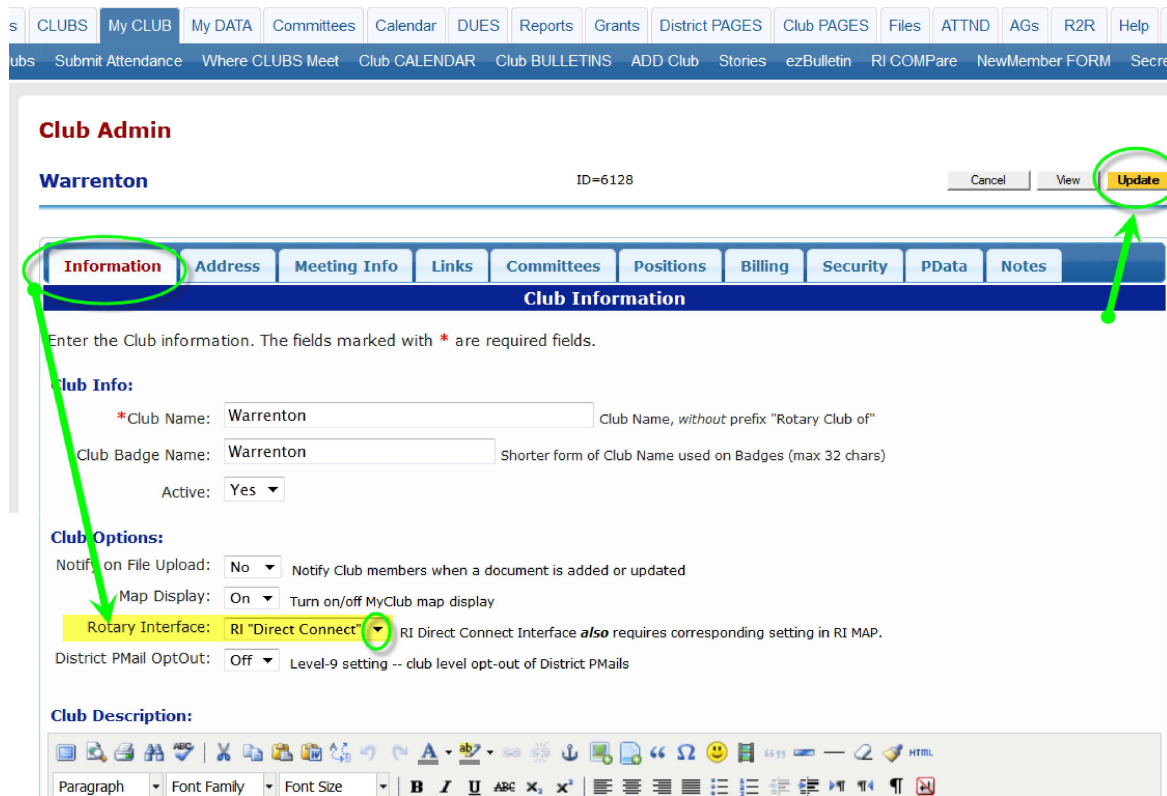 s CLUBS My CLUB My DATA Committees Calendar DUES Reports Grants District PAGES Club PAGES Files ATTND AGs R2R Help
ubs Submit Attendance Where CLUBS Meet Club CALENDAR Club BULLETINS ADD Club Stories ezBulletin RI COMPare NewMember FORM Secre
Club Admin
Warrenton ID=6128 Cancel View Update
Information Address Meeting Info Links Committees Positions Billing Security PData Notes
Club Information
Enter the Club information. The fields marked with * are required fields.
Club Info:
*Club Name: Warrenton Club Name, without prefix "Rotary Club of"
Club Badge Name: Warrenton Shorter form of Club Name used on Badges (max 32 chars)
Active: Yes
Club Options:
Notify on File Upload: No Notify Club members when a document is added or updated
Map Display: On Turn on/off MyClub map display
Rotary Interface: RI "Direct Connect" RI Direct Connect Interface also requires corresponding setting in RI MAP.
District PMail OptOut: Off Level-9 setting -- club level opt-out of District PMails
Club Description:
ABC A ab Ω HTML
Paragraph Font Family Font Size B I U ABC x₂ x² ¶